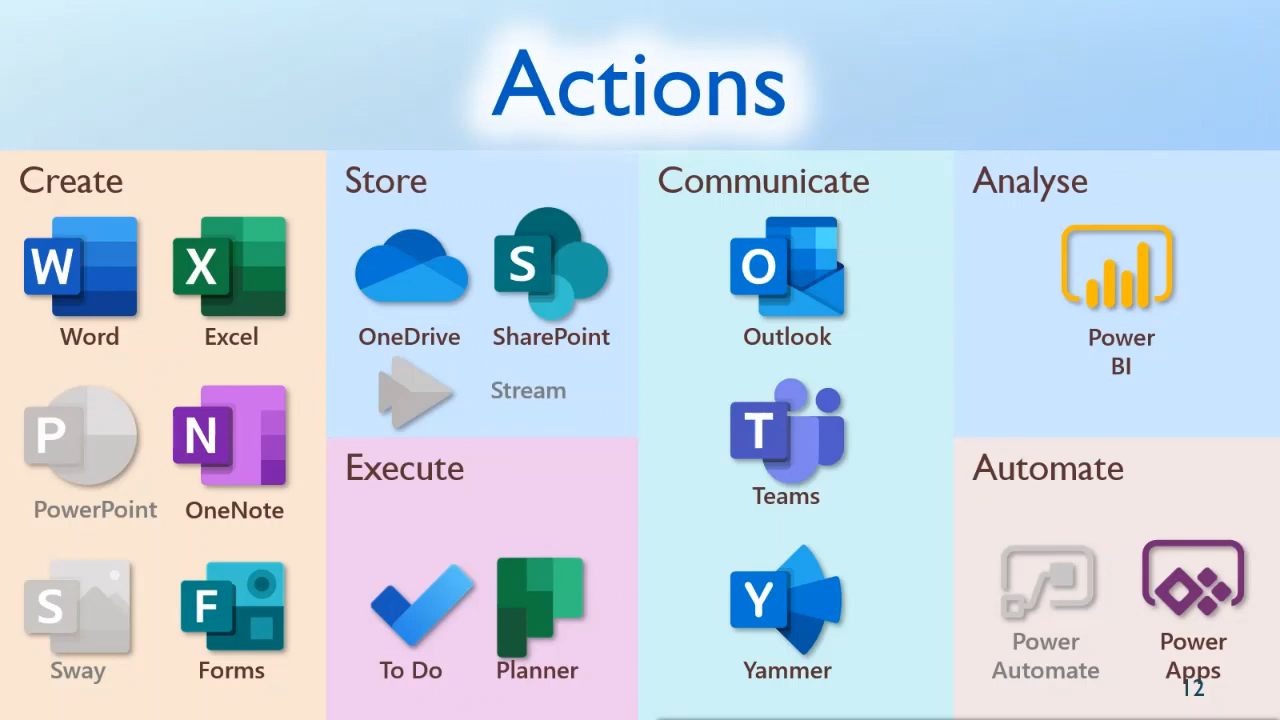 Actions
Create
W
Word
X
Excel
P
PowerPoint
N
OneNote
S
Sway
F
Forms
Store
OneDrive
S
SharePoint
Stream
Execute
To Do
Planner
Communicate
O
Outlook
T
Teams
Y
Yammer
Analyse
Power
BI
Automate
Power
Automate
Power
Apps
12